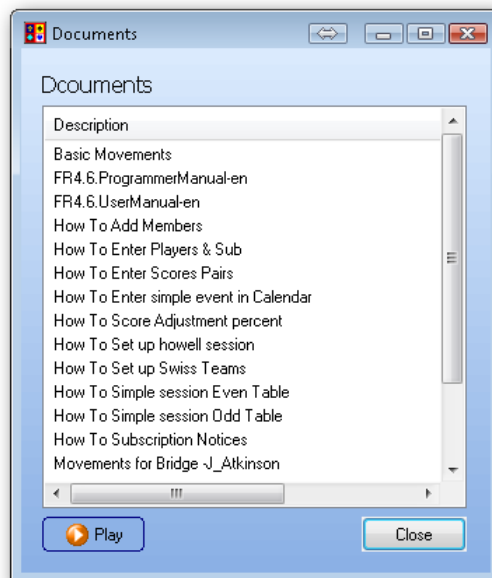 Documents
Dcouments
Description
Basic Movements
FR4.6.ProgrammerManual-en
FR4.6.UserManual-en
How To Add Members
How To Enter Players & Sub
How To Enter Scores Pairs
How To Enter simple event in Calendar
How To Score Adjustment percent
How To Set up howell session
How To Set up Swiss Teams
How To Simple session Even Table
How To Simple session Odd Table
How To Subscription Notices
Movements for Bridge -J_Atkinson
Play
Close